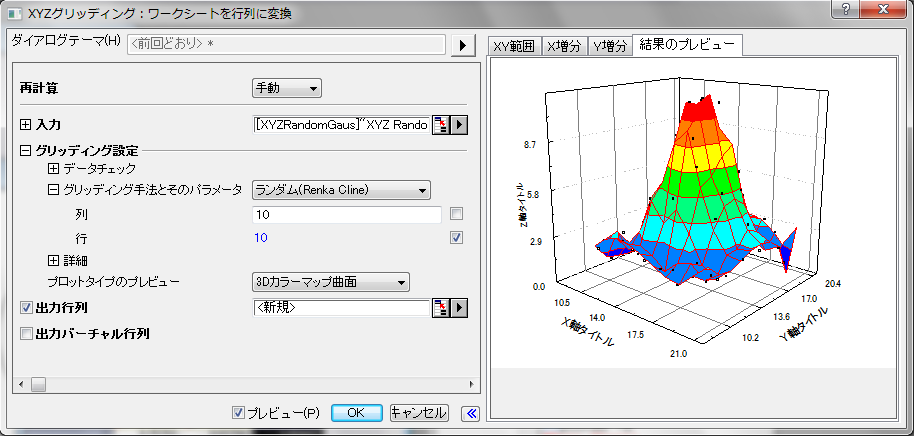 XYZグリッディング：ワークシートを行列に変換
ダイアログテーマ(H) <前回どおり> *
再計算 手動
入力 [XYZRandomGaus]"XYZ Rando
グリッディング設定
データチェック
グリッディング手法とそのパラメータ ランダム(Renka Cline)
列 10
行 10
詳細
プロットタイプのプレビュー 3Dカラーマップ曲面
出力行列 <新規>
出力バーチャル行列
プレビュー(P) OK キャンセル
XY範囲 X増分 Y増分 結果のプレビュー
8.7
5.8
2.9
0.0
Z軸タイトル
10.5
14.0
17.5
21.0
X軸タイトル
10.2
13.6
17.0
20.4
Y軸タイトル